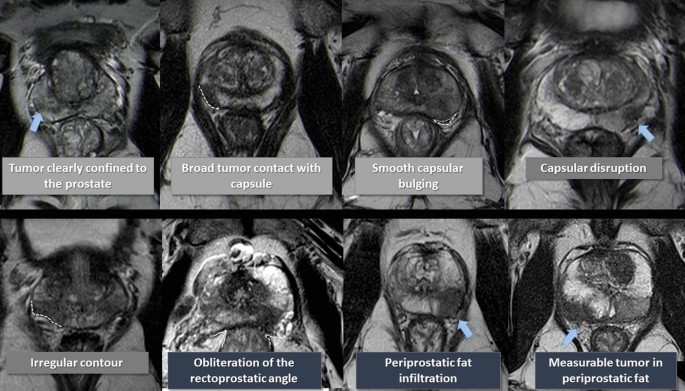 Tumor clearly confined to
the prostate
Broad tumor contact with
capsule
Smooth capsular
bulging
Capsular disruption
Irregular contour
Obliteration of the
rectoprostatic angle
Periprostatic fat
infiltration
Measurable tumor in
periprostatic fat